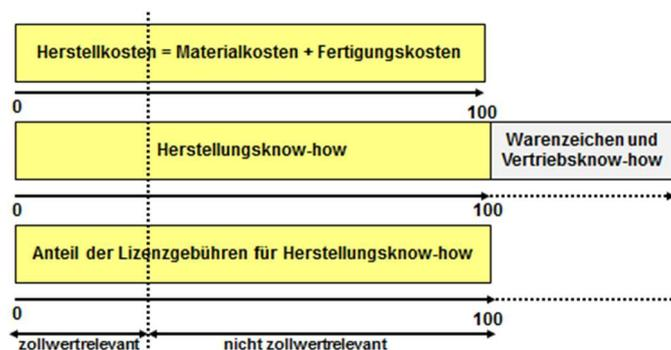 Herstellkosten = Materialkosten + Fertigungskosten
0
100
Herstellungsknow-how
Warenzeichen und
Vertriebsknow-how
0
100
Anteil der Lizenzgebühren für Herstellungsknow-how
0
100
zollwertrelevant
nicht zollwertrelevant